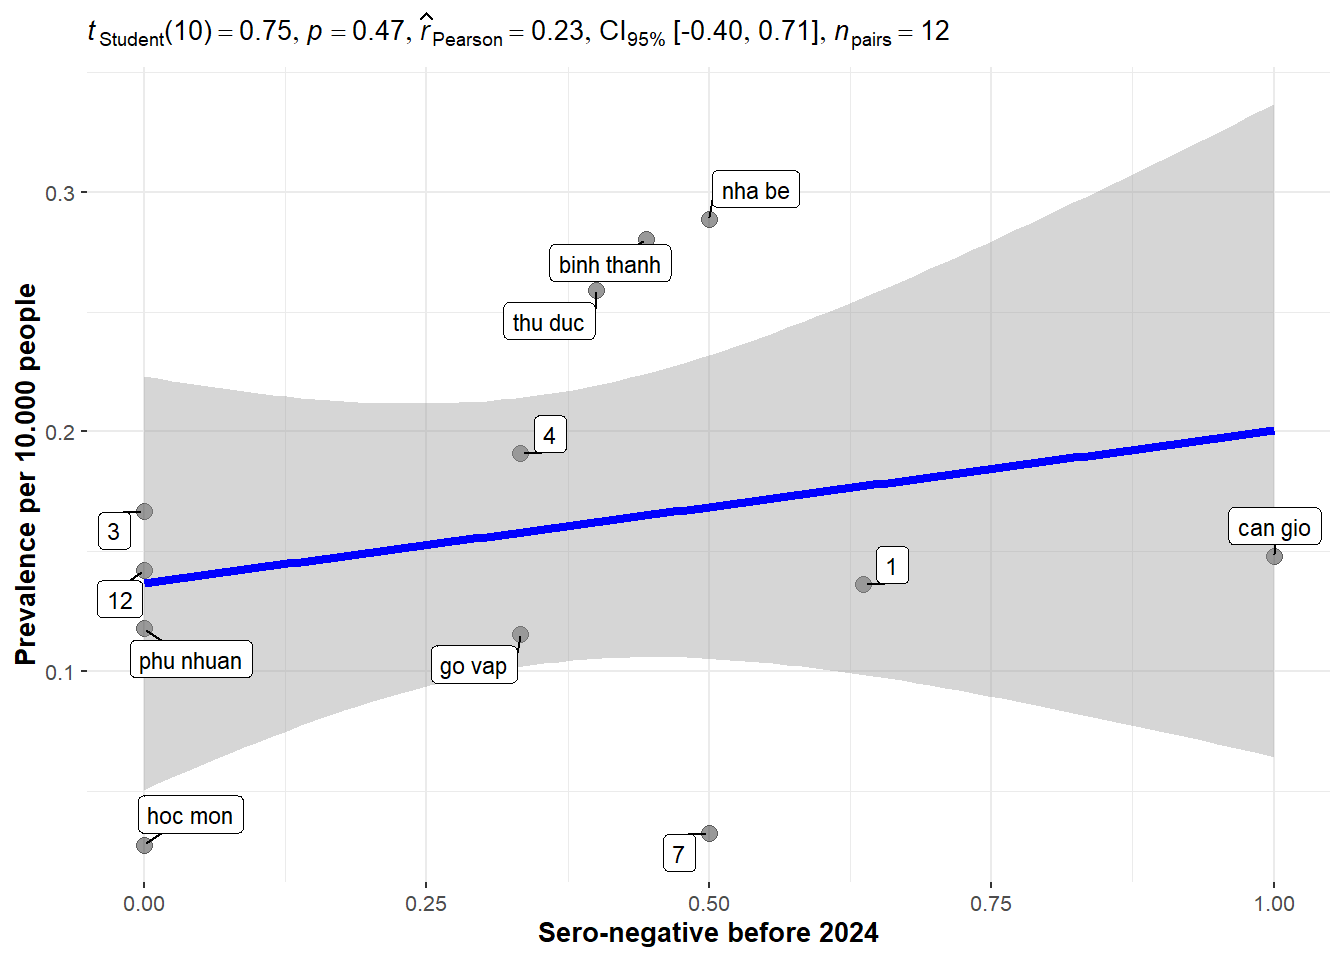 t Student(10) = 0.75, p = 0.47, r̂ Pearson = 0.23, CI95% [-0.40, 0.71], n pairs = 12
nha be
0.3
binh thanh
thu duc
4
0.2
3
can gio
1
12
phu nhuan
go vap
0.1
hoc mon
7
Prevalence per 10.000 people
0.00 0.25 0.50 0.75 1.00
Sero-negative before 2024